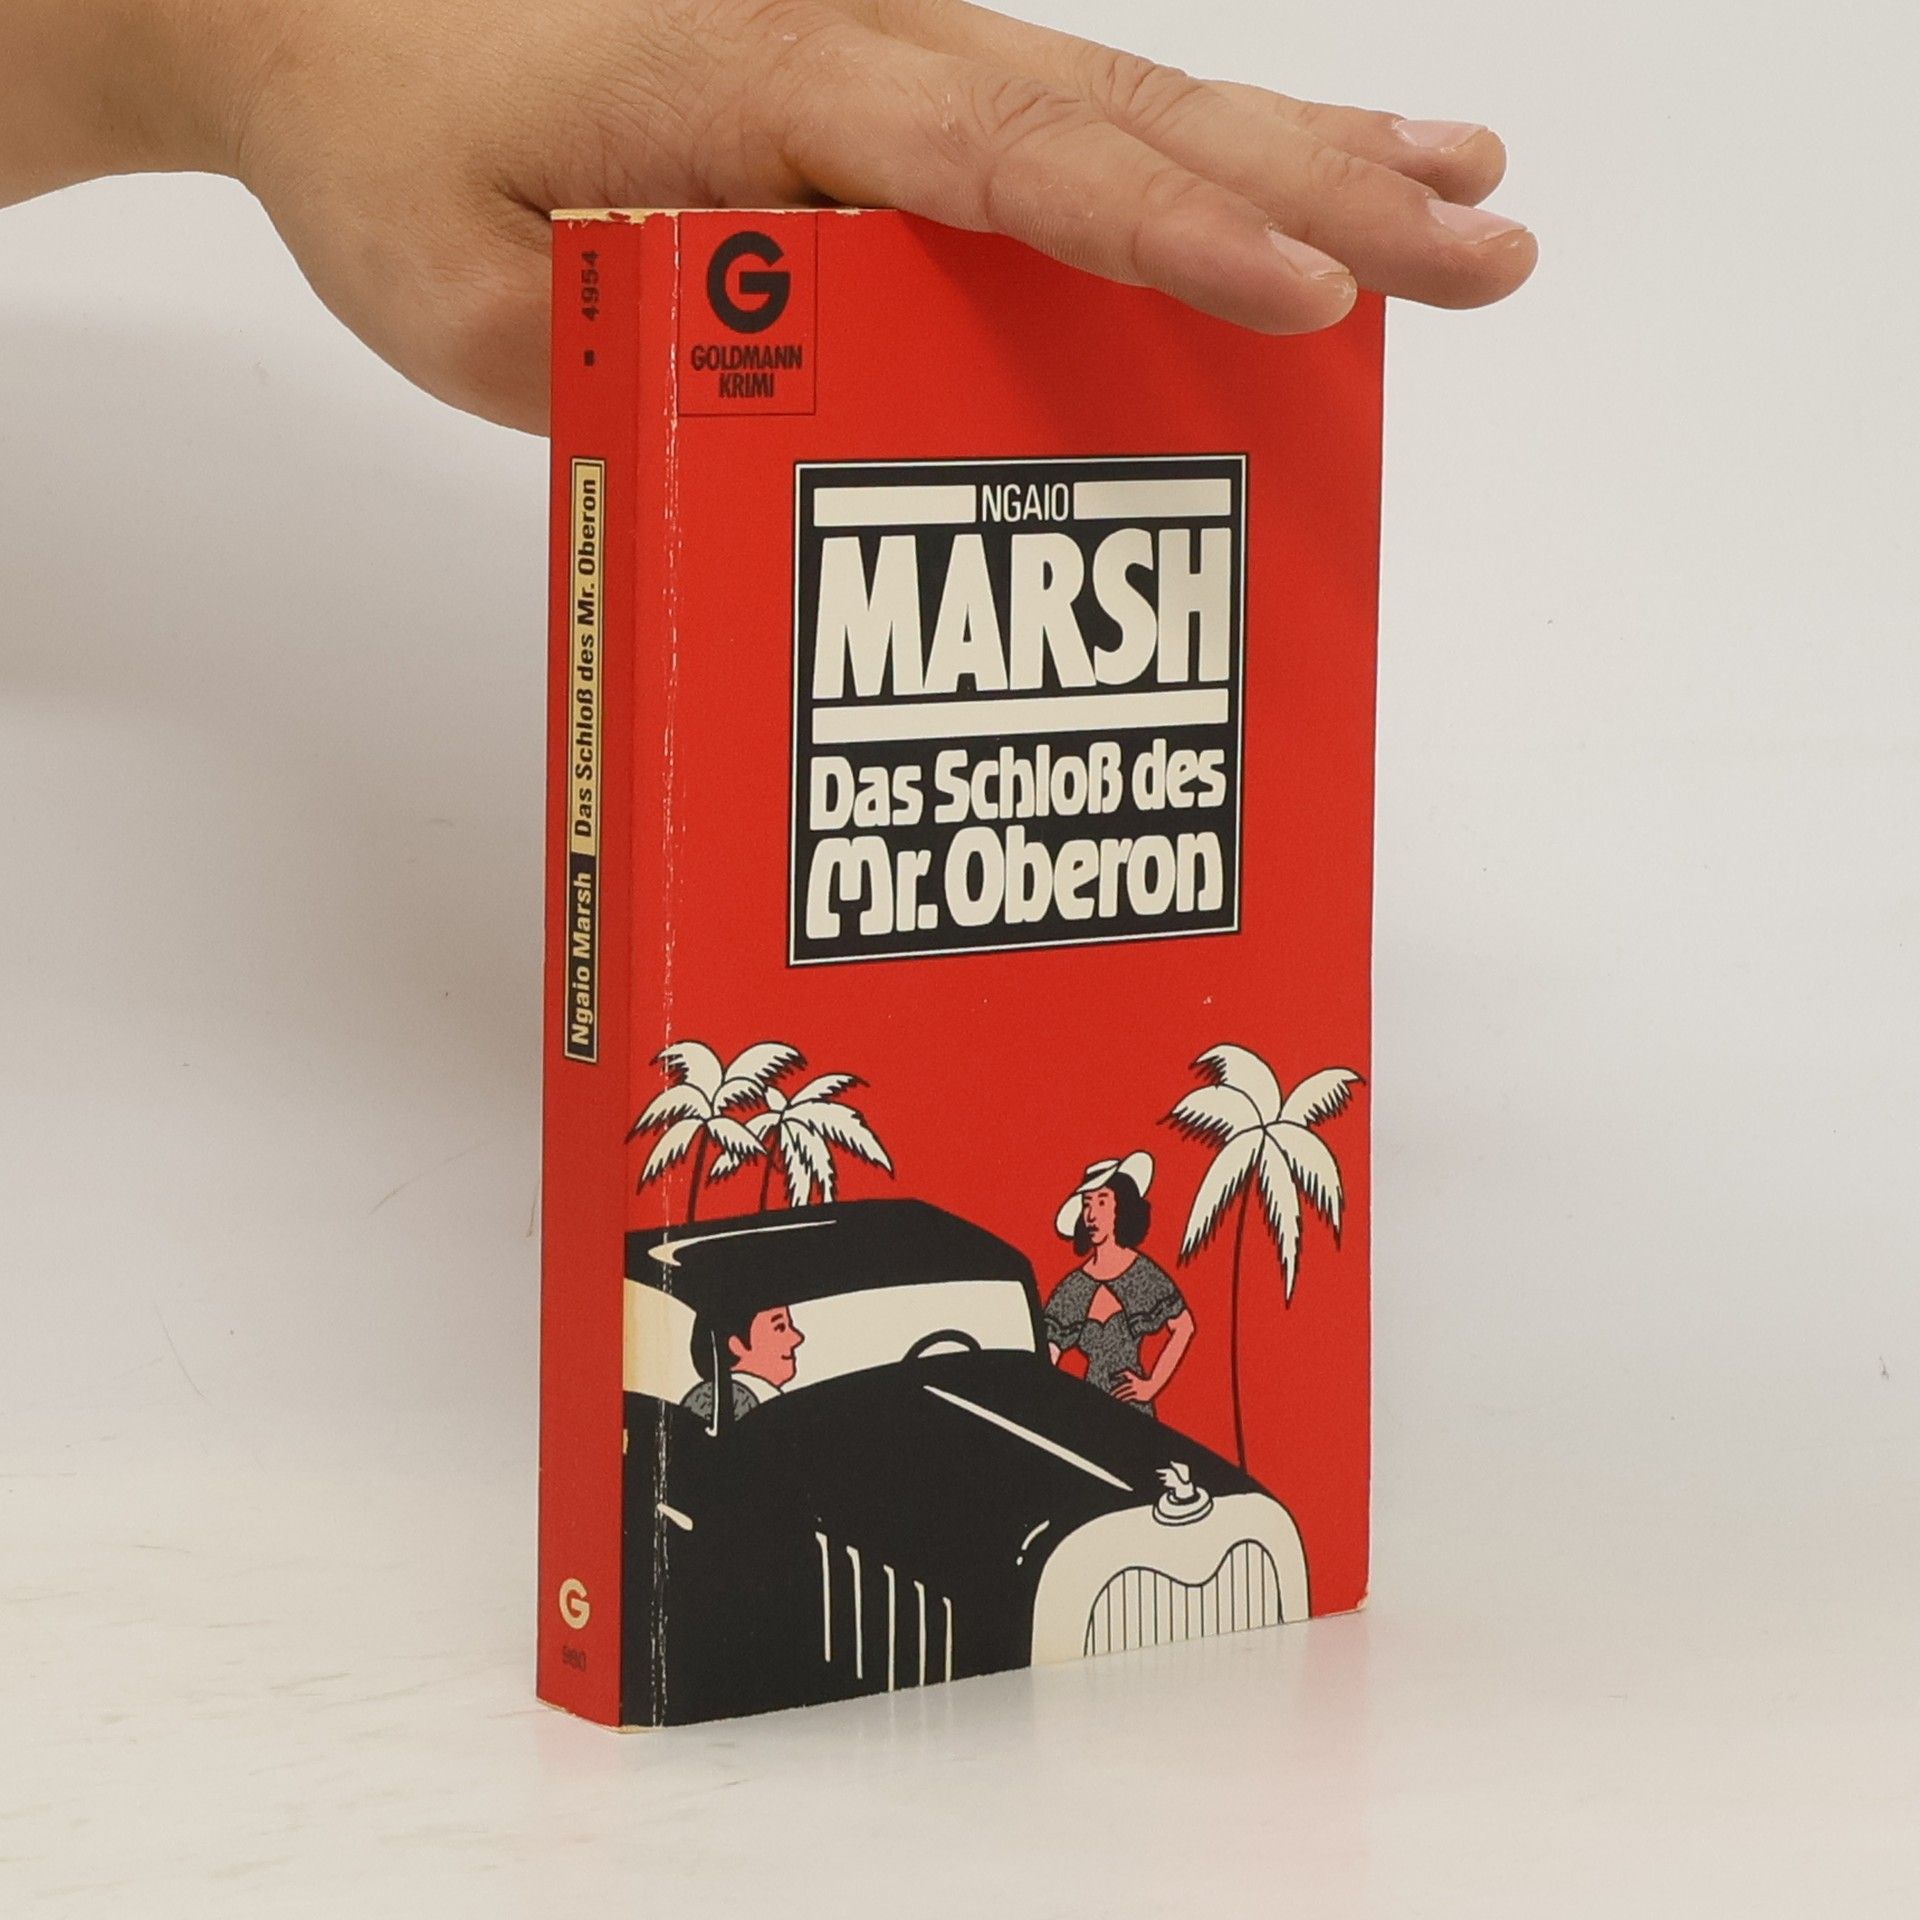 4954
Ngaio Marsh Das Schloß des Mr. Oberon
G
G
GOLDMANN
KRIMI
NGAIO
MARSH
Das Schloß des
Mr. Oberon